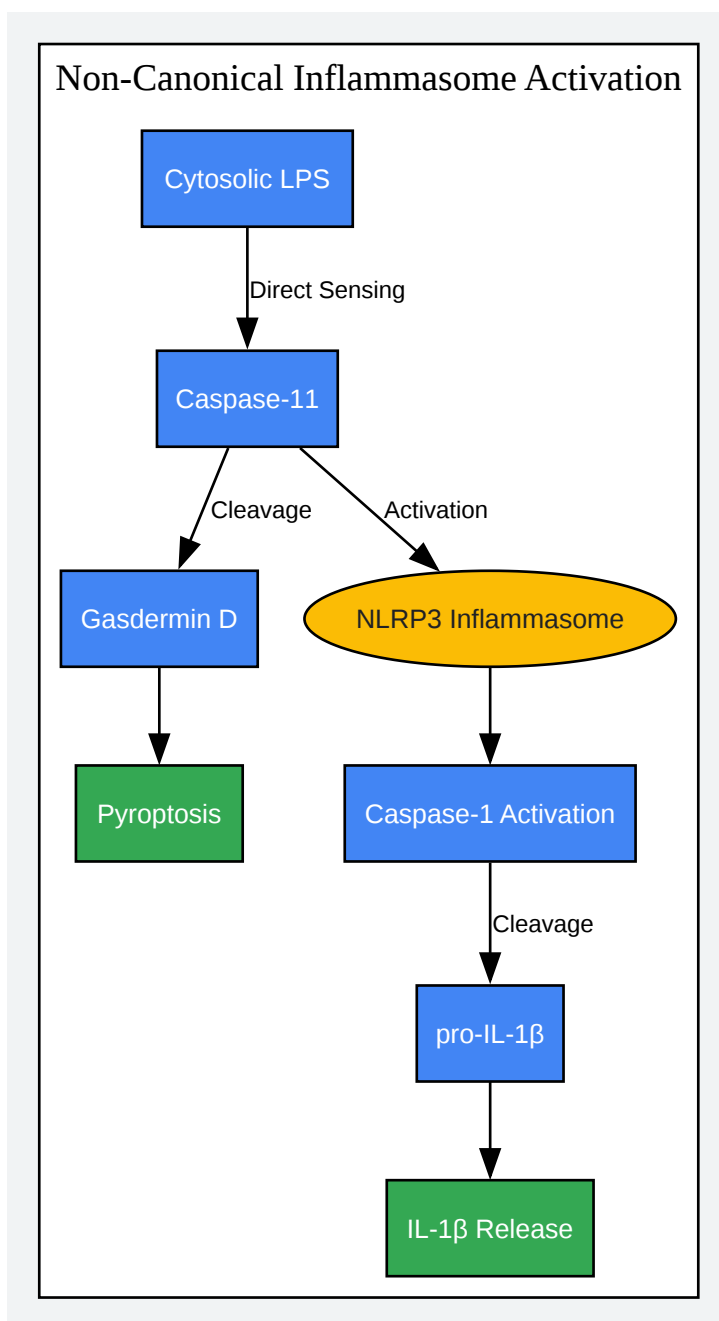 Non-Canonical Inflammasome Activation
Cytosolic LPS
Direct Sensing
Caspase-11
Cleavage
Activation
Gasdermin D
NLRP3 Inflammasome
Pyroptosis
Caspase-1 Activation
Cleavage
pro-IL-1β
IL-1β Release